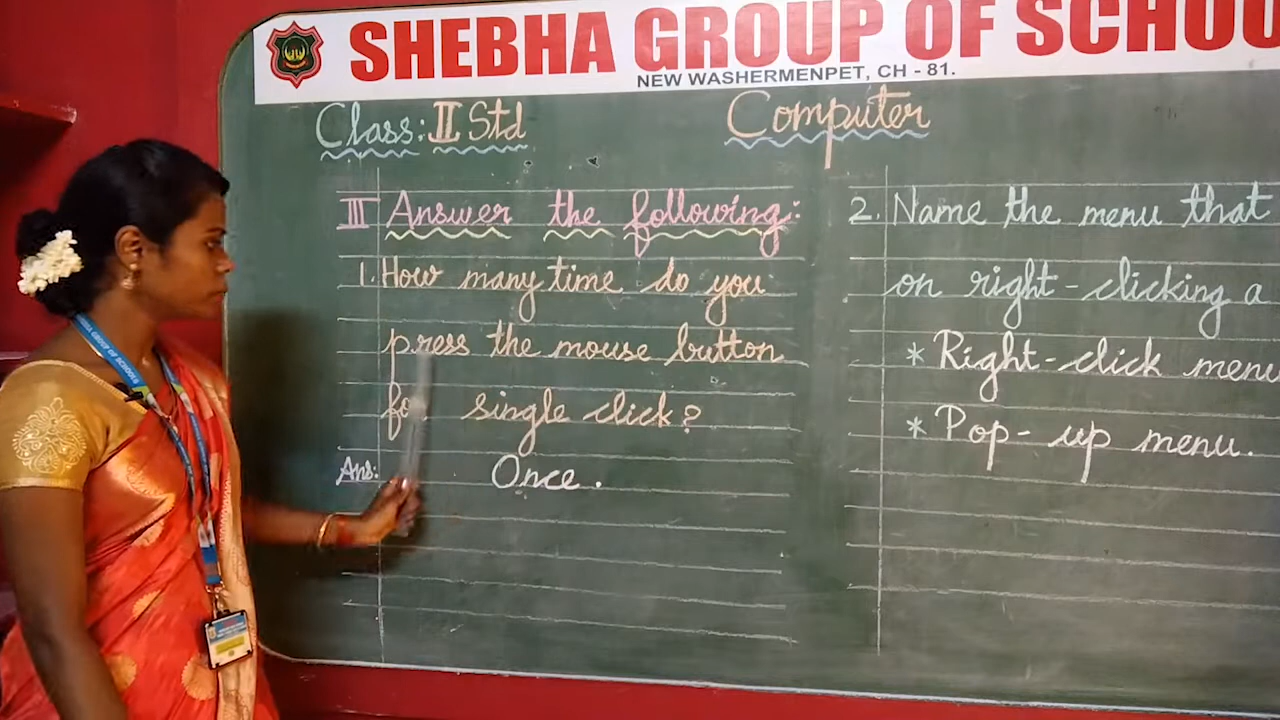 SHEBHA GROUP OF SCHOO
NEW WASHERMENPET, CH - 81.
Class: II Std
Computer
III Answer the following:
1. How many time do you
press the mouse button
for single click?
Ans: Once.
2. Name the menu that
on right-clicking a
* Right-click menu
* Pop-up menu.